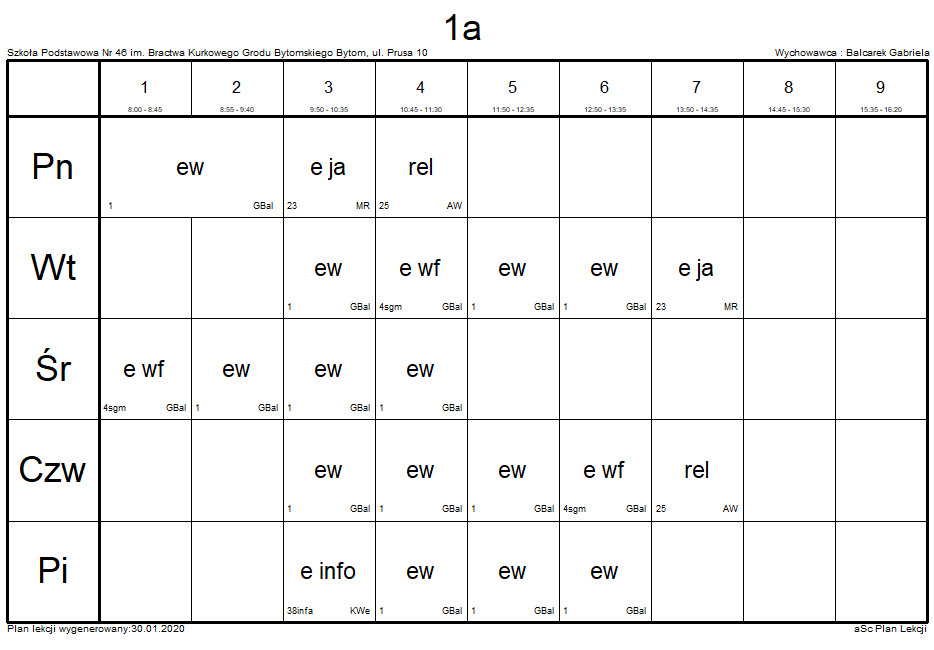 1a
Szkoła Podstawowa Nr 46 im. Bractwa Kurkowego Grodu Bytomskiego Bytom, ul. Prusa 10 Wychowawca : Balcarek Gabriela
1 2 3 4 5 6 7 8 9
8:00 - 8:45 8:55 - 9:40 9:50 - 10:35 10:45 - 11:30 11:50 - 12:35 12:50 - 13:35 13:50 - 14:35 14:45 - 15:30 15:35 - 16:20
Pn ew e ja rel
1 GBal 23 MR 25 AW
Wt ew e wf ew ew e ja
1 GBal 4sgm GBal 1 GBal 1 GBal 23 MR
Śr e wf ew ew ew
4sgm GBal 1 GBal 1 GBal 1 GBal
Czw ew ew ew e wf rel
1 GBal 1 GBal 1 GBal 4sgm GBal 25 AW
Pi e info ew ew ew
38infa KWe 1 GBal 1 GBal 1 GBal
Plan lekcji wygenerowany:30.01.2020 aSc Plan Lekcji